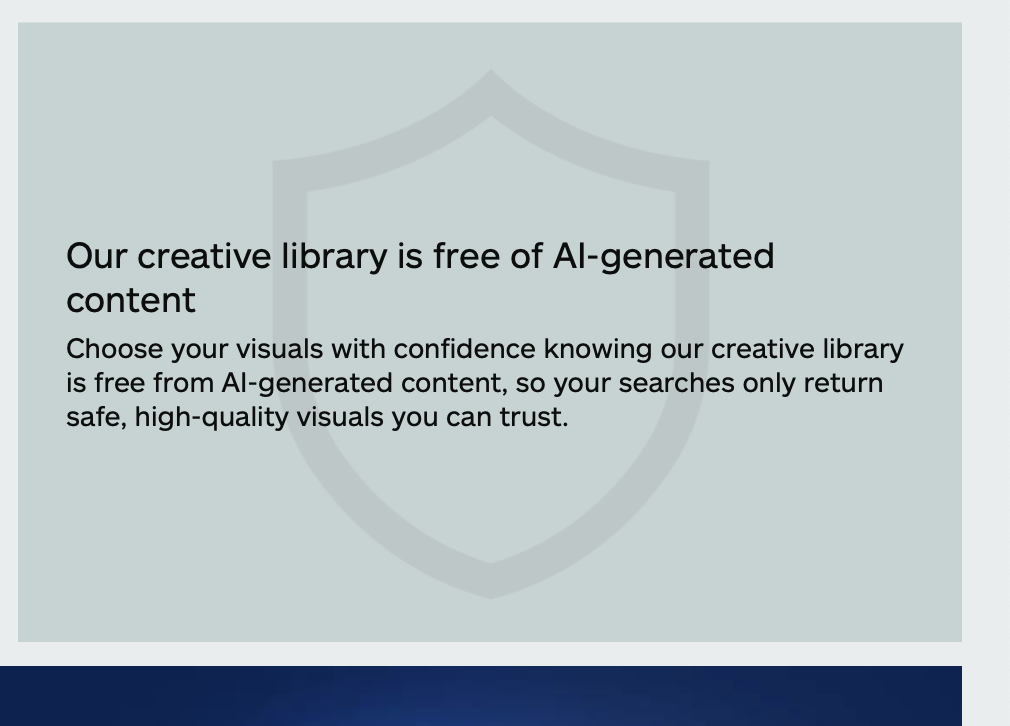 Our creative library is free of AI-generated
content
Choose your visuals with confidence knowing our creative library
is free from AI-generated content, so your searches only return
safe, high-quality visuals you can trust.